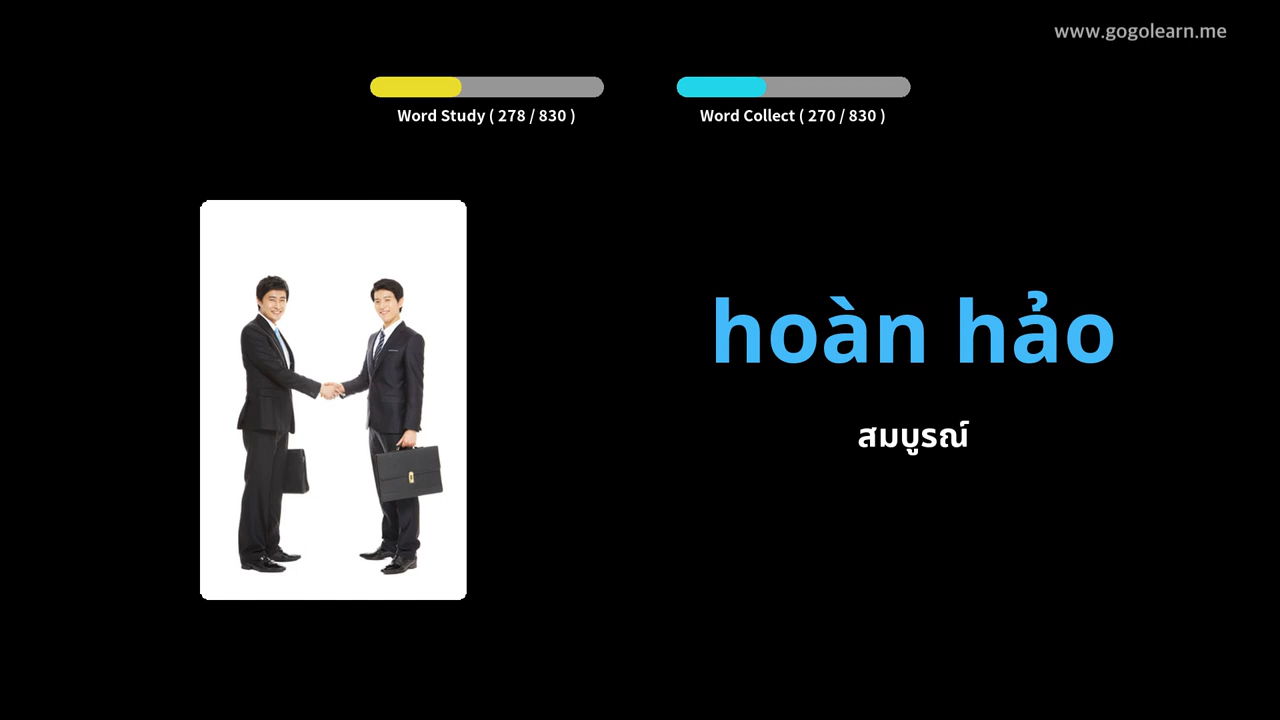 www.gogolearn.me
Word Study ( 278 / 830 )
Word Collect ( 270 / 830 )
hoàn hảo
สมบูรณ์